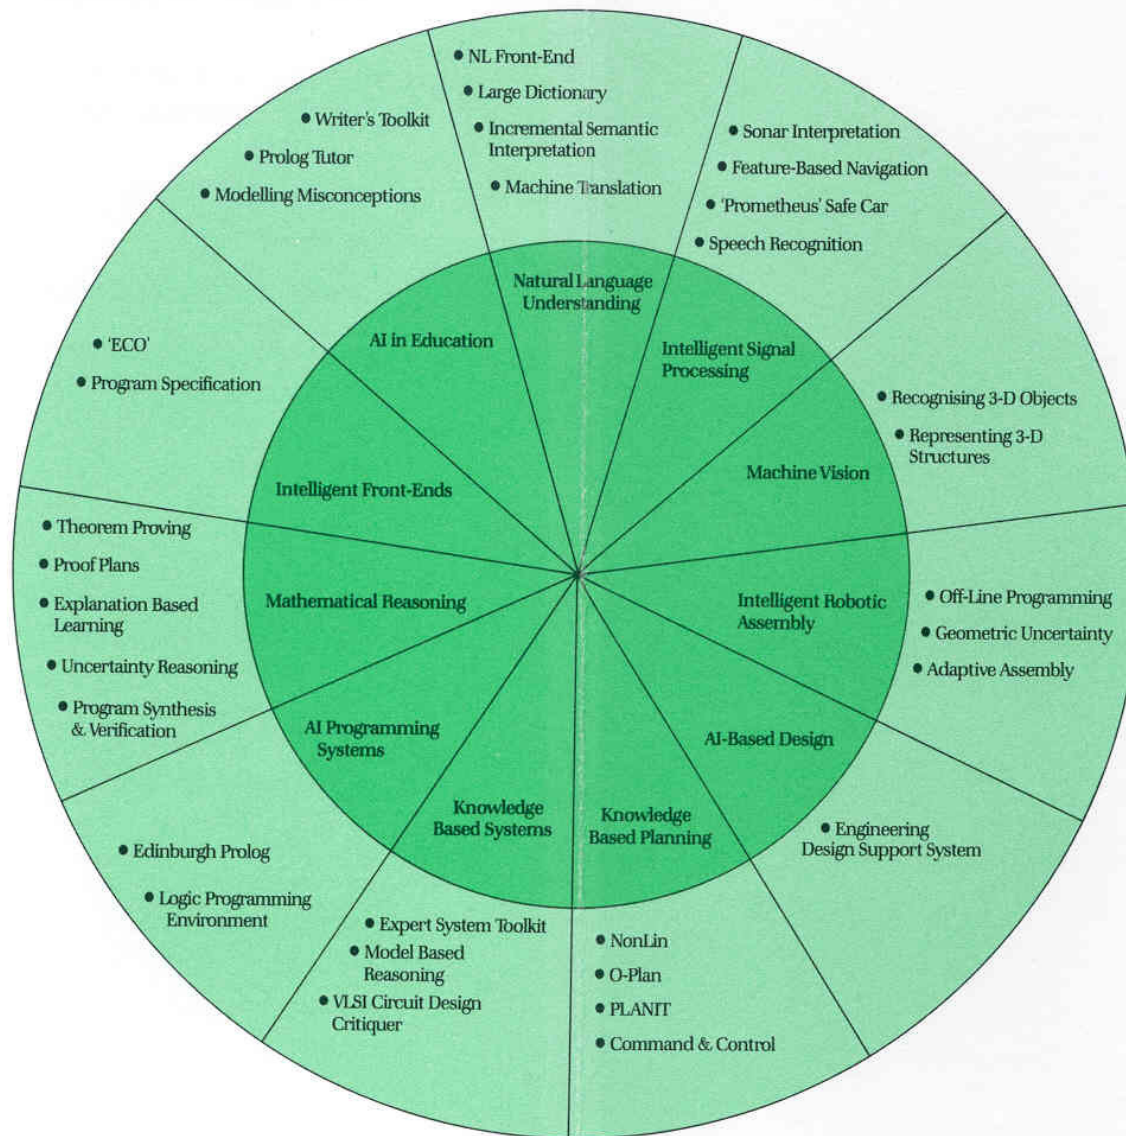 • NL Front-End
• Large Dictionary
• Incremental Semantic
Interpretation
• Machine Translation
Natural Language
Understanding
• Sonar Interpretation
• Feature-Based Navigation
• 'Prometheus' Safe Car
• Speech Recognition
Intelligent Signal
Processing
• Recognising 3-D Objects
• Representing 3-D
Structures
Machine Vision
• Off-Line Programming
• Geometric Uncertainty
• Adaptive Assembly
Intelligent Robotic
Assembly
• Engineering
Design Support System
AI-Based Design
• NonLin
• O-Plan
• PLANIT
• Command & Control
Knowledge
Based Planning
• Expert System Toolkit
• Model Based
Reasoning
• VLSI Circuit Design
Critiquer
Knowledge
Based Systems
• Edinburgh Prolog
• Logic Programming
Environment
AI Programming
Systems
• Theorem Proving
• Proof Plans
• Explanation Based
Learning
• Uncertainty Reasoning
• Program Synthesis
& Verification
Mathematical Reasoning
• 'ECO'
• Program Specification
Intelligent Front-Ends
• Writer's Toolkit
• Prolog Tutor
• Modelling Misconceptions
AI in Education